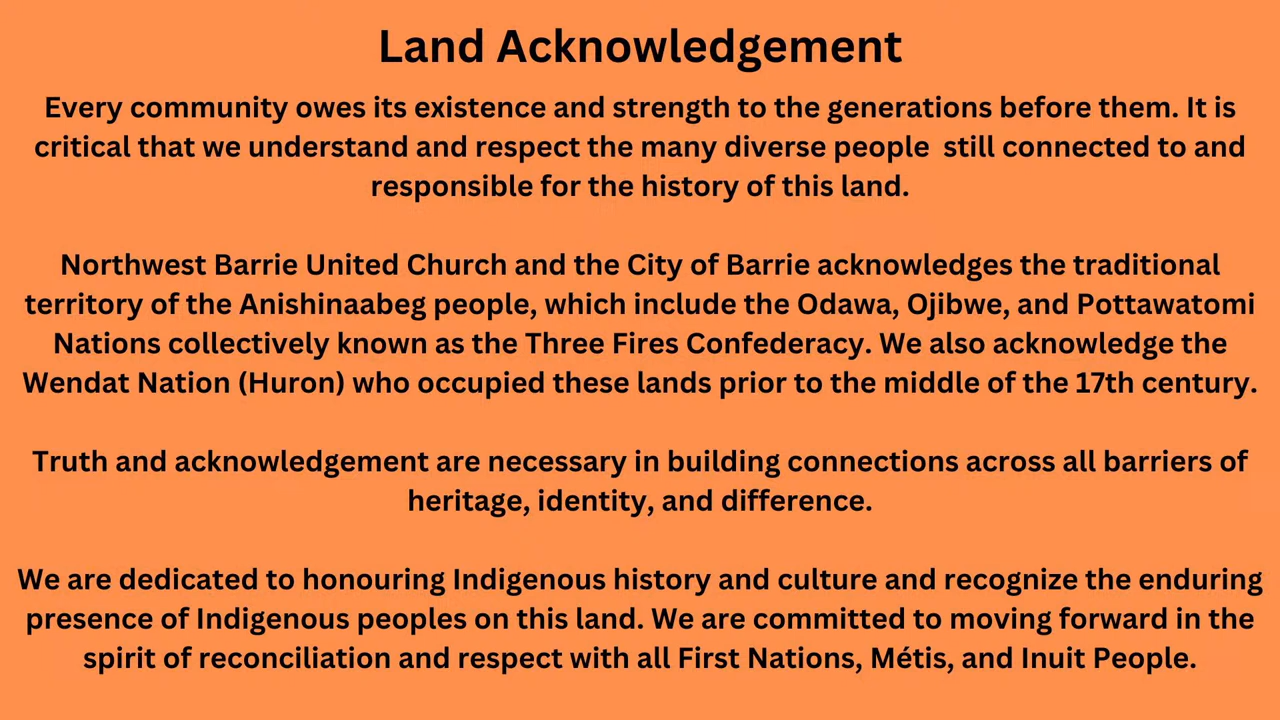 Land Acknowledgement
Every community owes its existence and strength to the generations before them. It is
critical that we understand and respect the many diverse people  still connected to and
responsible for the history of this land.
Northwest Barrie United Church and the City of Barrie acknowledges the traditional
territory of the Anishinaabeg people, which include the Odawa, Ojibwe, and Pottawatomi
Nations collectively known as the Three Fires Confederacy. We also acknowledge the
Wendat Nation (Huron) who occupied these lands prior to the middle of the 17th century.
Truth and acknowledgement are necessary in building connections across all barriers of
heritage, identity, and difference.
We are dedicated to honouring Indigenous history and culture and recognize the enduring
presence of Indigenous peoples on this land. We are committed to moving forward in the
spirit of reconciliation and respect with all First Nations, Métis, and Inuit People.